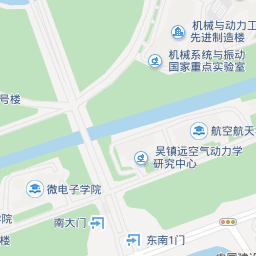 机械与动力工
先进制造楼
机械系统与振动
国家重点实验室
号楼
航空航天
吴镇远空气动力学
研究中心
微电子学院
南大门
学院
楼
东南1门